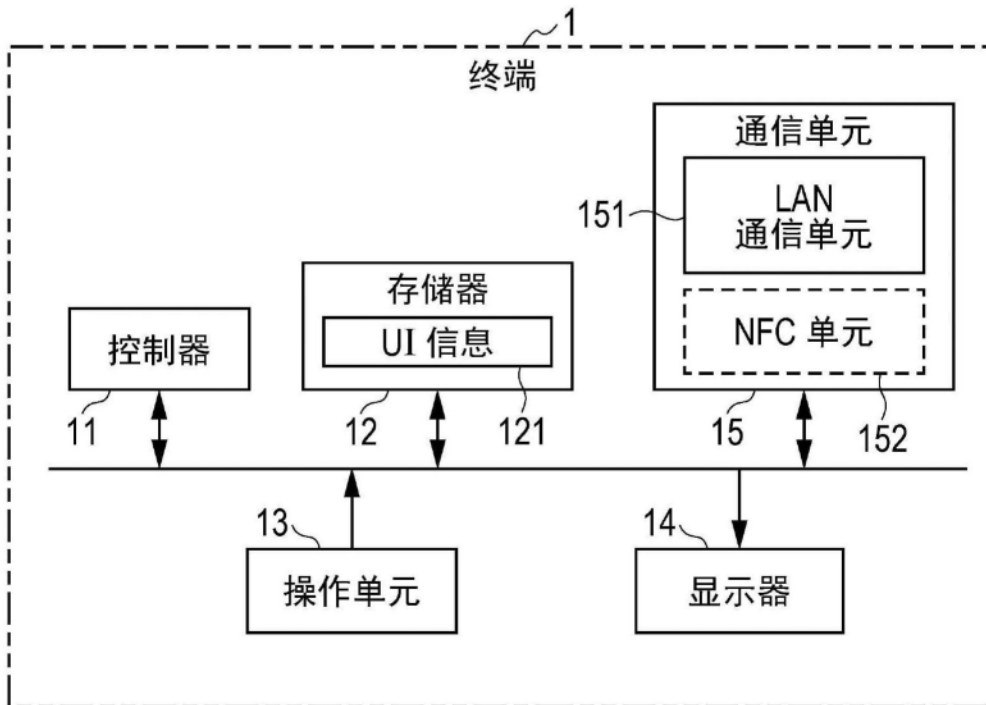 1
终端
通信单元
151
LAN
通信单元
存储器
UI 信息
控制器
NFC 单元
11
12
121
15
152
13
操作单元
14
显示器